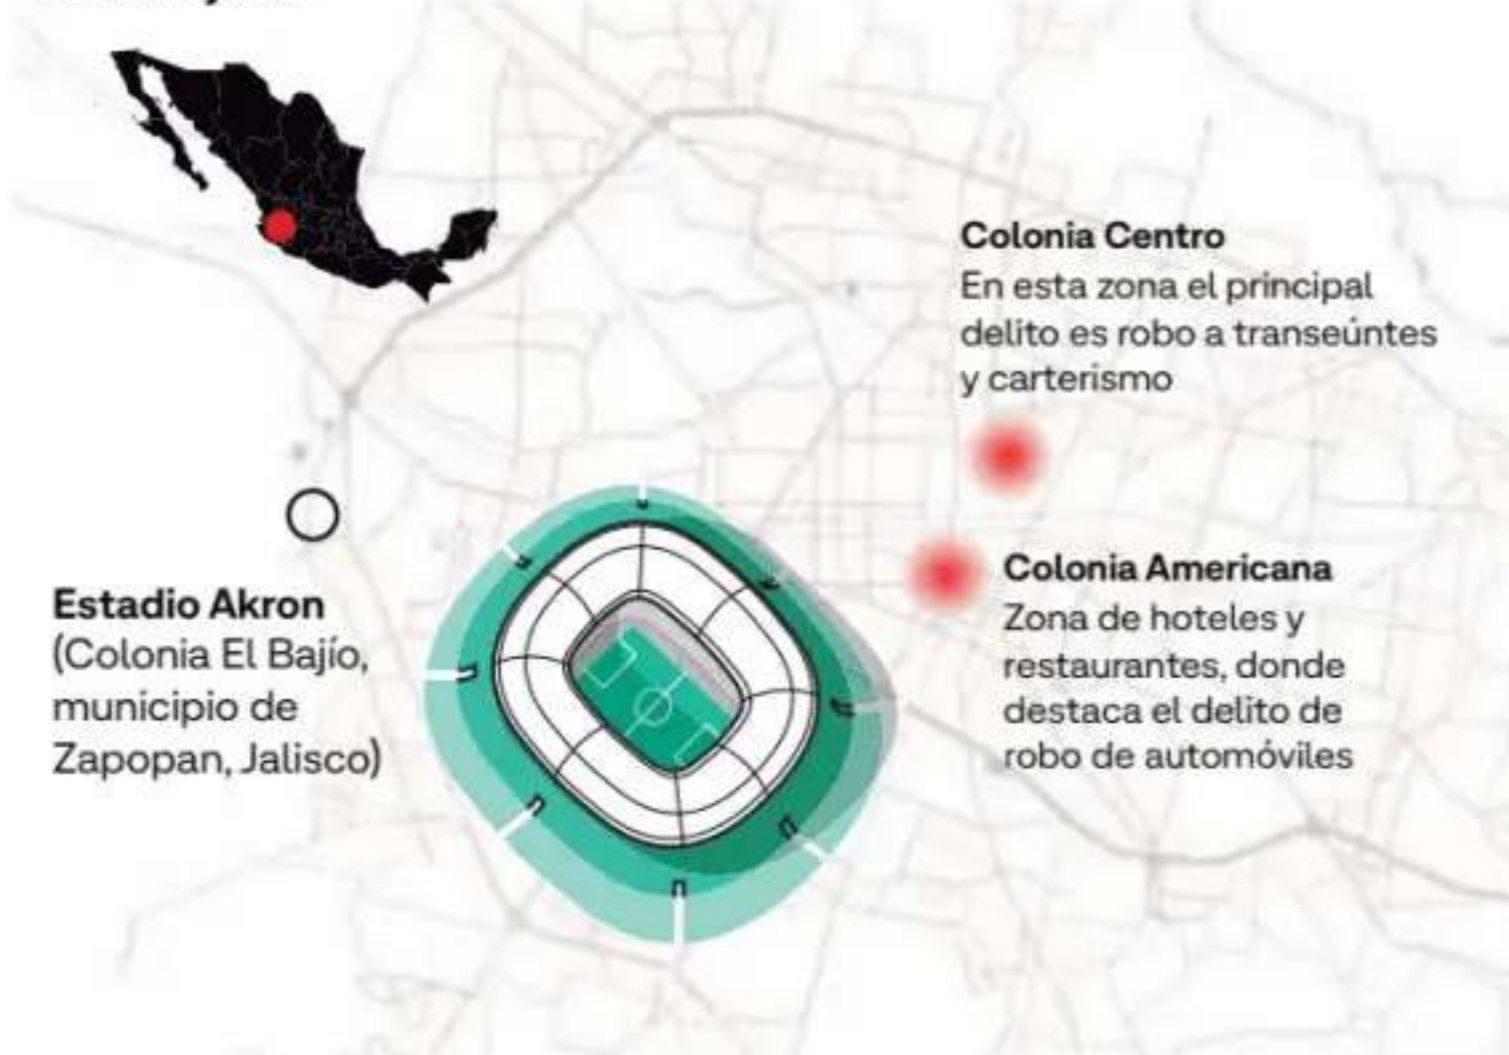 Colonia Centro
En esta zona el principal
delito es robo a transeúntes
y carterismo
Estadio Akron
(Colonia El Bajío,
municipio de
Zapopan, Jalisco)
Colonia Americana
Zona de hoteles y
restaurantes, donde
destaca el delito de
robo de automóviles